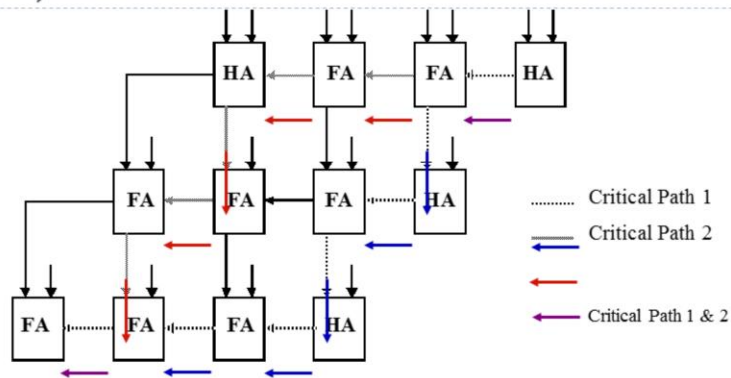 HA FA FA HA
FA FA FA HA
Critical Path 1
Critical Path 2
FA FA FA HA
Critical Path 1 & 2